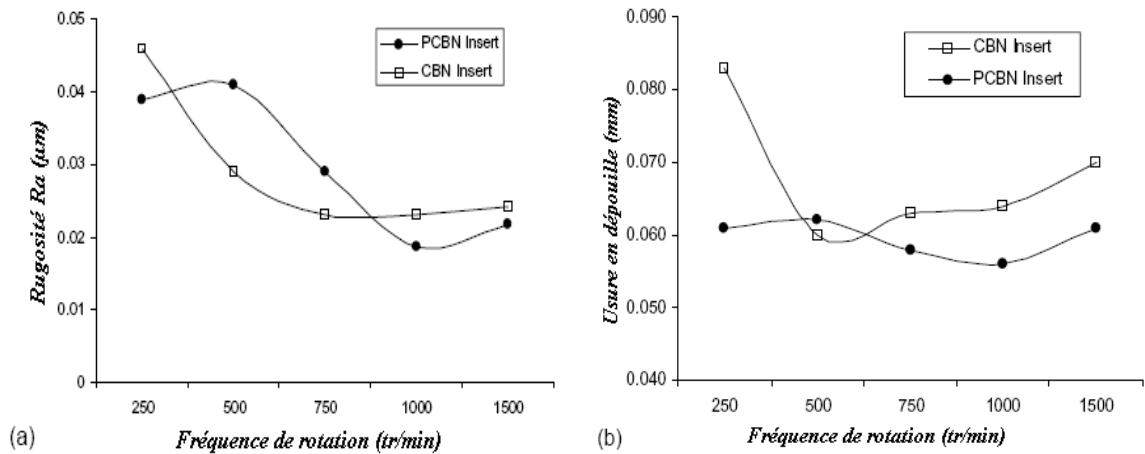 0.05
0.04
0.03
0.02
0.01
0
Rugosité Ra (μm)
PCBN Insert
CBN Insert
250 500 750 1000 1500
Fréquence de rotation (tr/min)
(a)
0.090
0.080
0.070
0.060
0.050
0.040
Usure en dépouille (mm)
CBN Insert
PCBN Insert
250 500 750 1000 1500
Fréquence de rotation (tr/min)
(b)